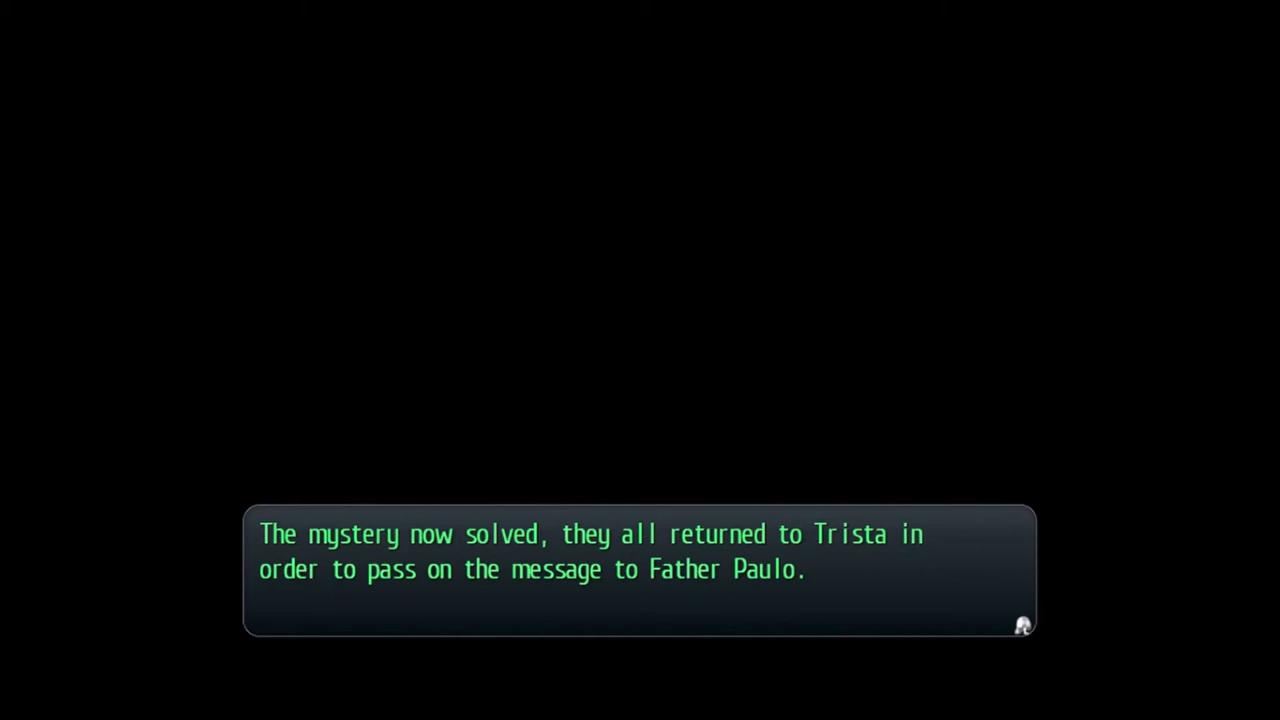 The mystery now solved, they all returned to Trista in
order to pass on the message to Father Paulo.